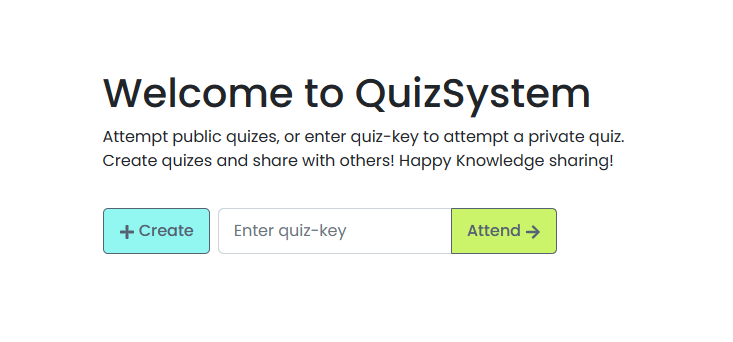 Welcome to QuizSystem
Attempt public quizes, or enter quiz-key to attempt a private quiz.
Create quizes and share with others! Happy Knowledge sharing!
+ Create Enter quiz-key Attend →